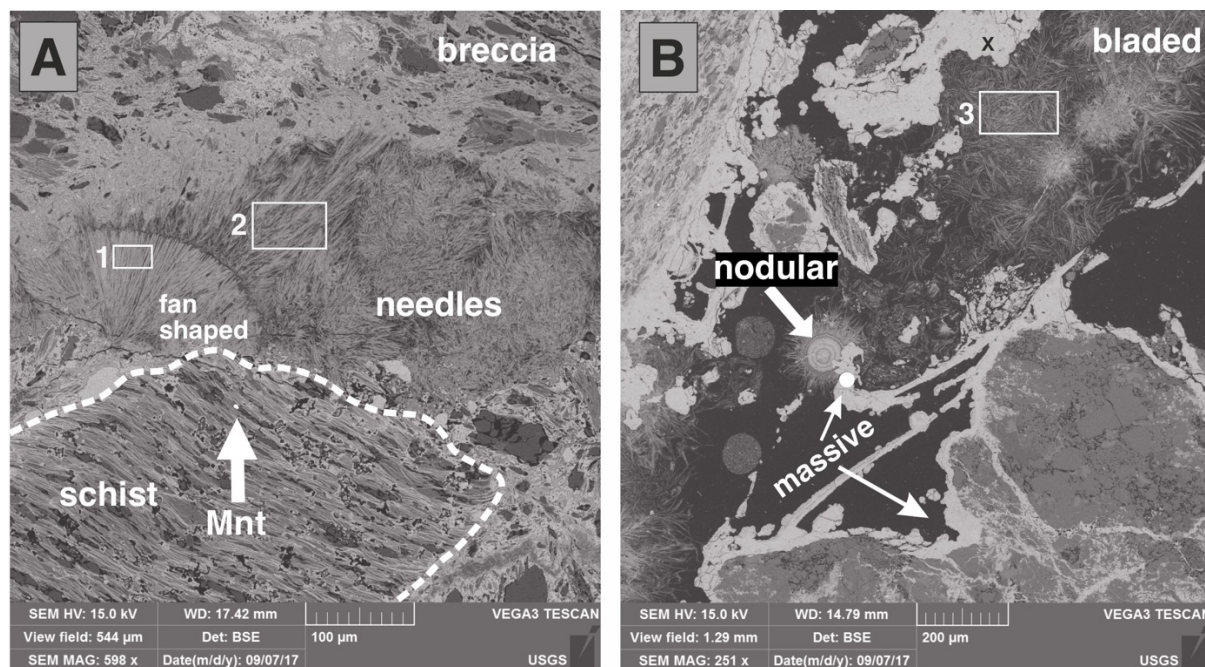 A
breccia
2
1
fan
shaped
needles
schist
Mnt
SEM HV: 15.0 kV
WD: 17.42 mm
VEGA3 TESCAN
View field: 544 µm
Det: BSE
100 µm
SEM MAG: 598 x
Date(m/d/y): 09/07/17
USGS
B
x
bladed
3
nodular
massive
SEM HV: 15.0 kV
WD: 14.79 mm
VEGA3 TESCAN
View field: 1.29 mm
Det: BSE
200 µm
SEM MAG: 251 x
Date(m/d/y): 09/07/17
USGS